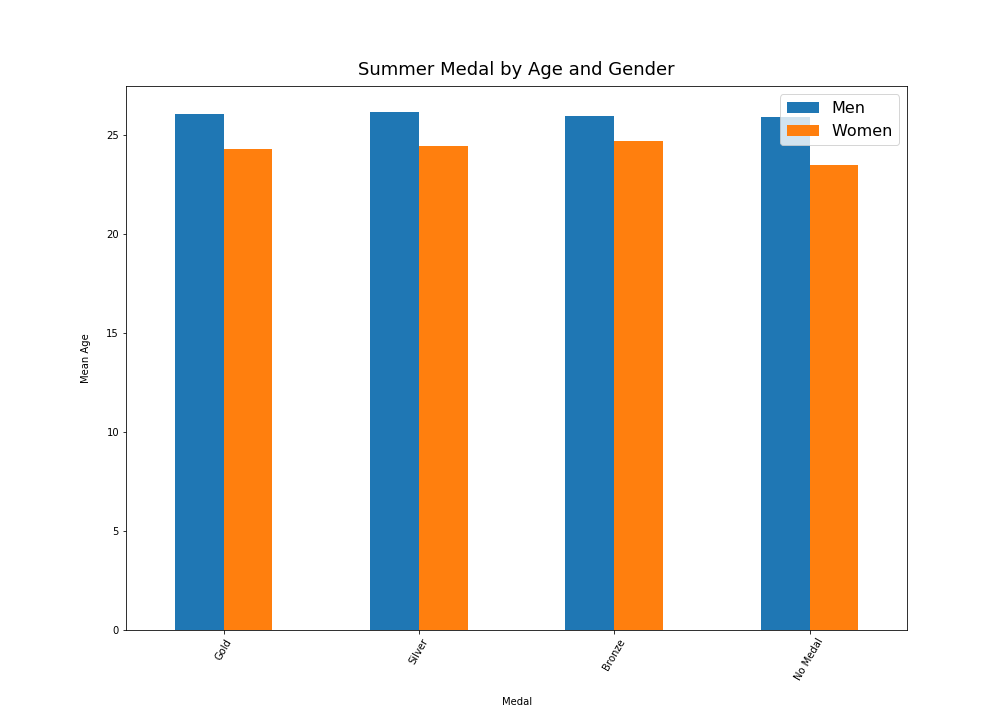 Summer Medal by Age and Gender
Men
Women
25
20
15
10
5
0
Mean Age
Gold
Silver
Bronze
No Medal
Medal